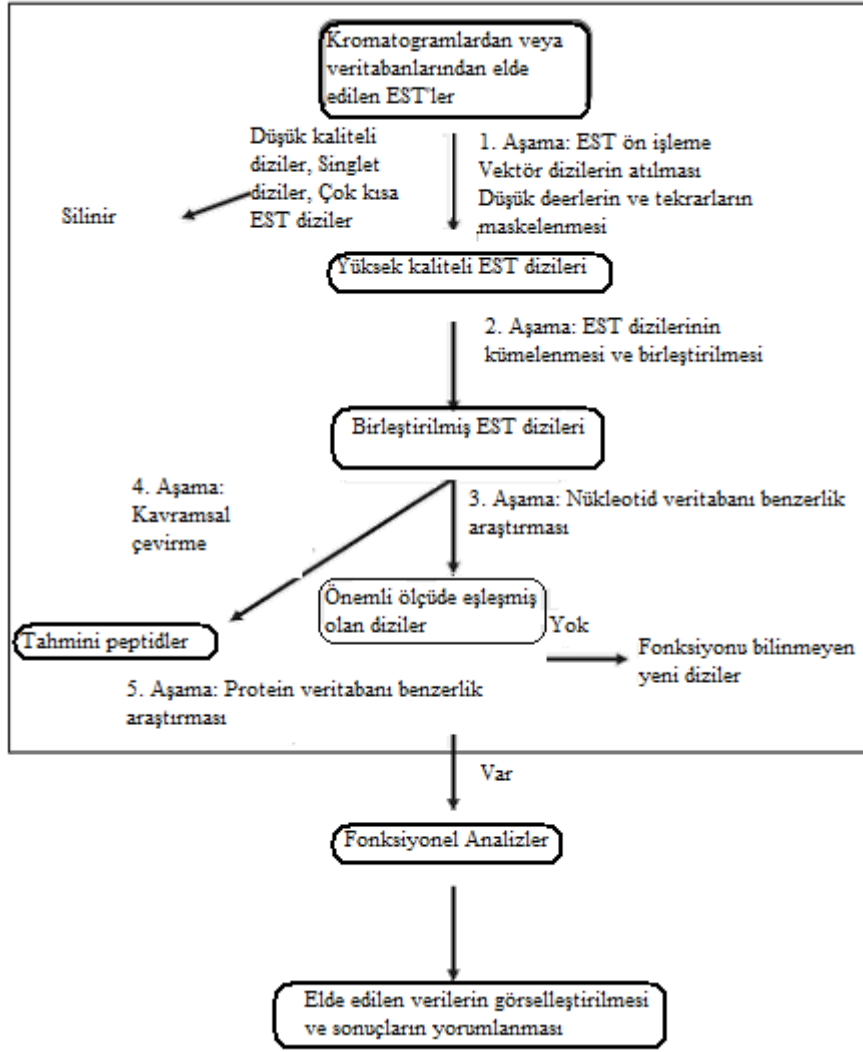 Kromatogramlardan veya
veritabanlarından elde
edilen EST'ler
Düşük kaliteli
diziler, Singlet
diziler, Çok kısa
EST diziler
1. Aşama: EST ön işleme
Vektör dizilerin atılması
Düşük deerlerin ve tekrarların
maskelenmesi
Silinir
Yüksek kaliteli EST dizileri
2. Aşama: EST dizilerinin
kümelenmesi ve birleştirilmesi
Birleştirilmiş EST dizileri
4. Aşama:
Kavramsal
çevirme
3. Aşama: Nükleotid veritabanı benzerlik
araştırması
Önemli ölçüde eşleşmiş
olan diziler
Yok
Tahmini peptidler
Fonksiyonu bilinmeyen
yeni diziler
5. Aşama: Protein veritabanı benzerlik
araştırması
Var
Fonksiyonel Analizler
Elde edilen verilerin görselleştirilmesi
ve sonuçların yorumlanması